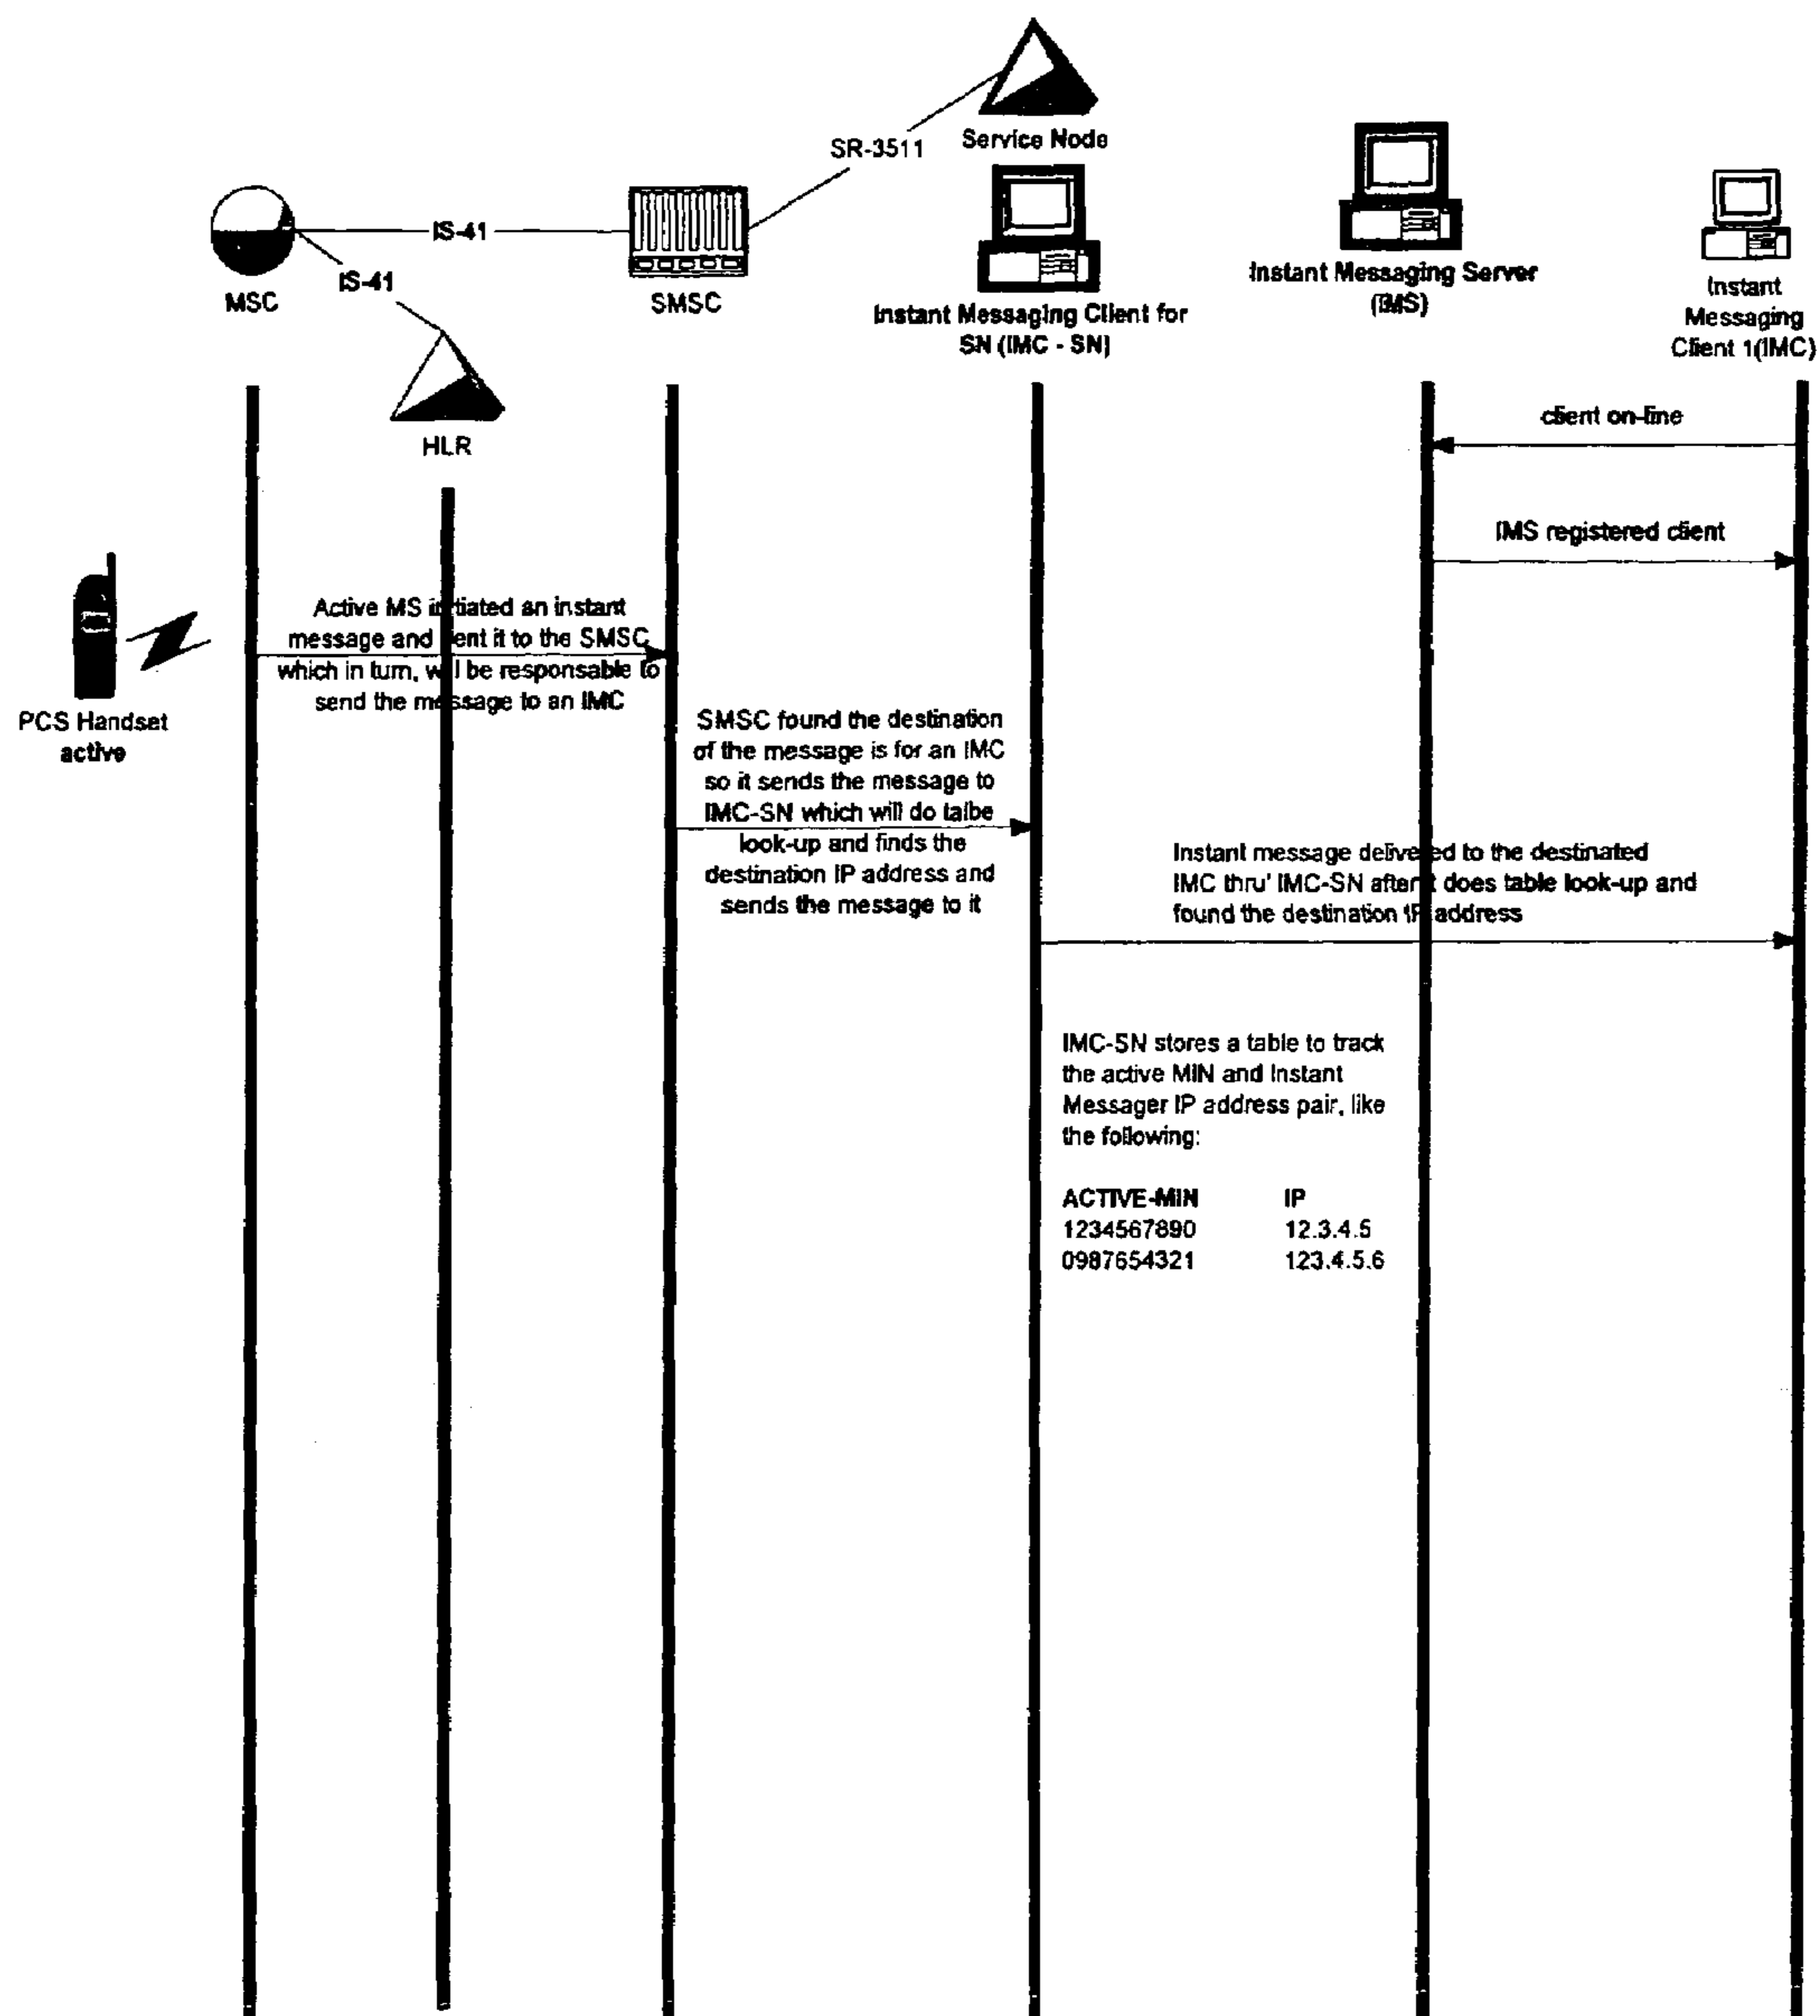 SR-3511
Service Node
IS-41
IS-41
MSC
SMSC
HLR
Instant Messaging Client for
SN (IMC - SN)
Instant Messaging Server
(IMS)
Instant
Messaging
Client 1(IMC)
client on-line
IMS registered client
PCS Handset
active
Active MS initiated an instant
message and sent it to the SMSC
which in turn, will be responsable to
send the message to an IMC
SMSC found the destination
of the message is for an IMC
so it sends the message to
IMC-SN which will do talbe
look-up and finds the
destination IP address and
sends the message to it
Instant message delivered to the destinated
IMC thru' IMC-SN after it does table look-up and
found the destination IP address
IMC-SN stores a table to track
the active MIN and Instant
Messager IP address pair, like
the following:
ACTIVE-MIN IP
1234567890 12.3.4.5
0987654321 123.4.5.6